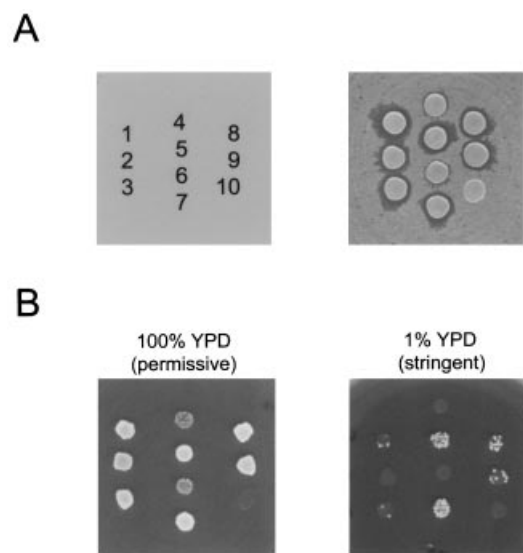 A
1 4 8
2 5 9
3 6 10
7
B
100% YPD
(permissive)
1% YPD
(stringent)